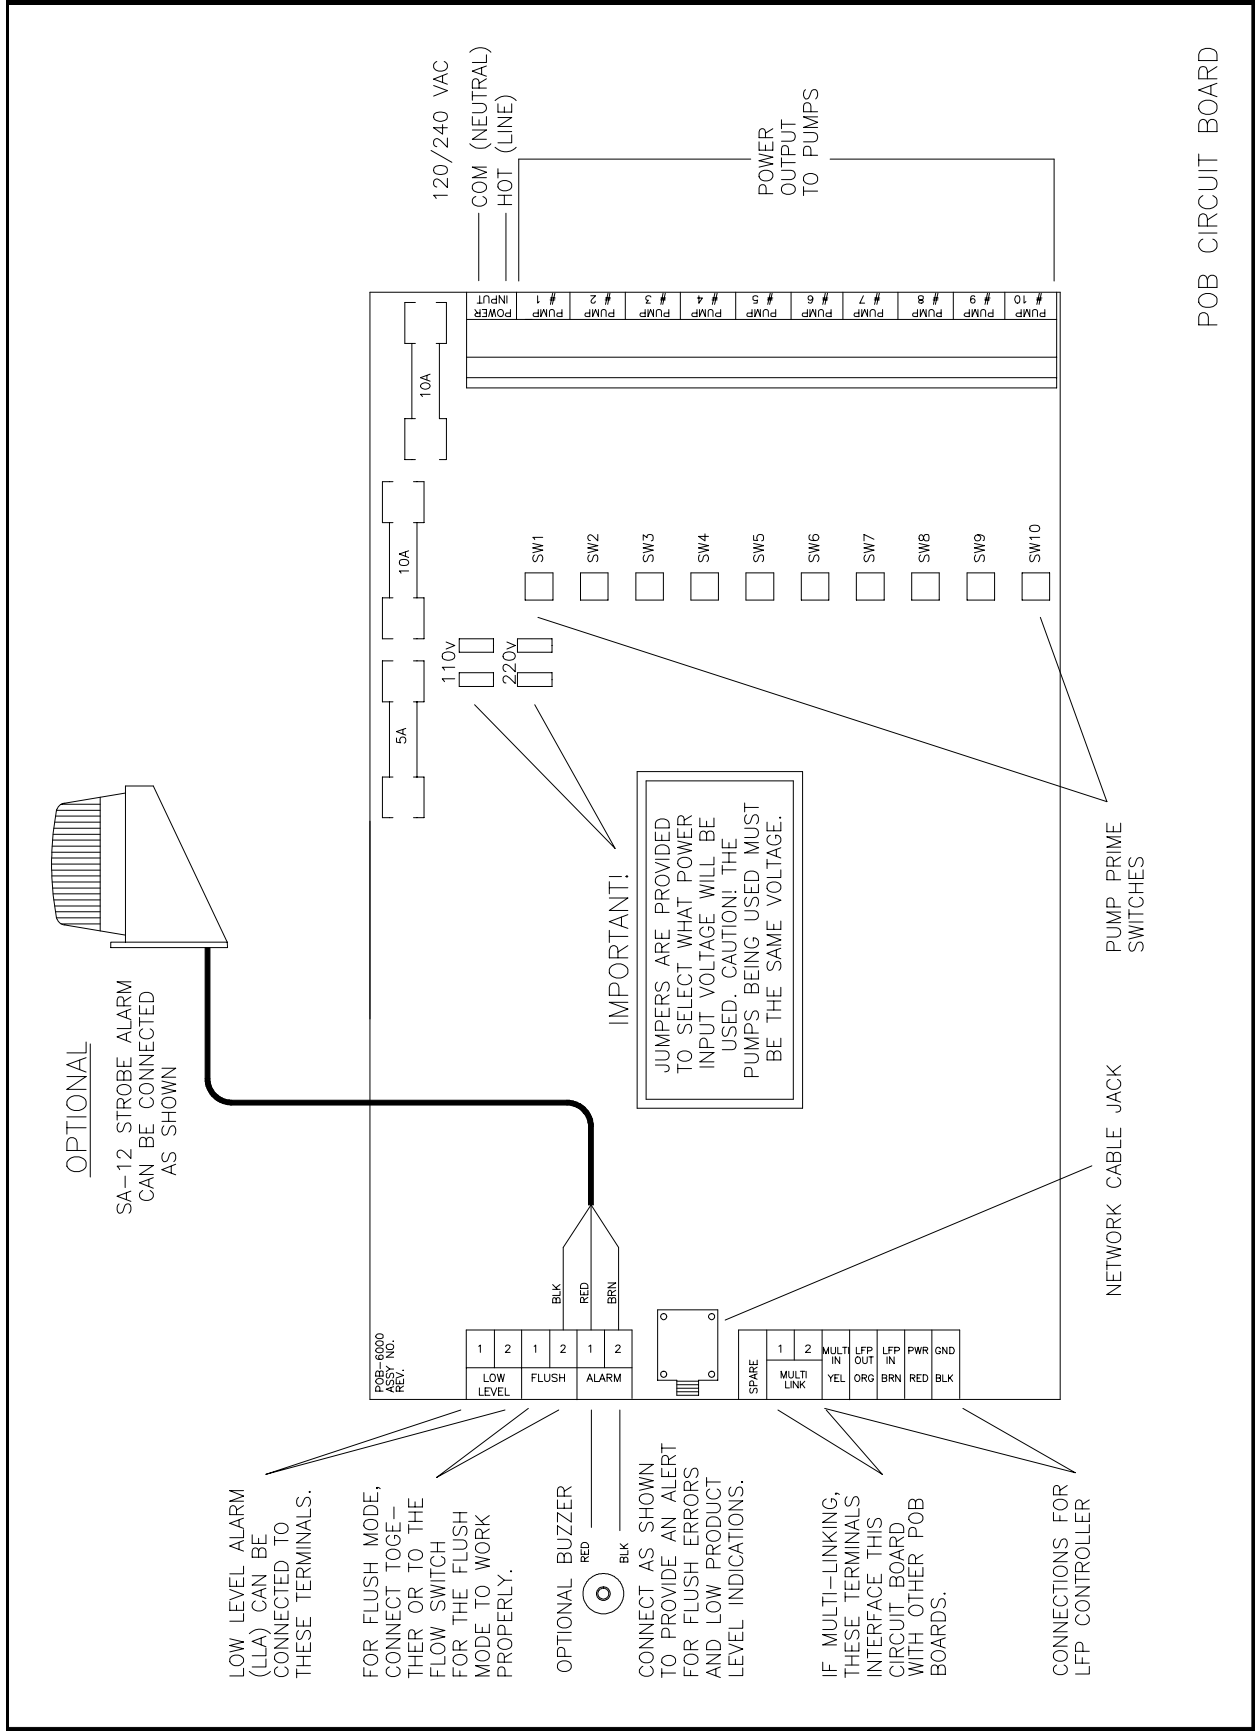 OPTIONAL
SA-12 STROBE ALARM
CAN BE CONNECTED
AS SHOWN
LOW LEVEL ALARM
(LLA) CAN BE
CONNECTED TO
THESE TERMINALS.
FOR FLUSH MODE,
CONNECT TOGE-
THER OR TO THE
FLOW SWITCH
FOR THE FLUSH
MODE TO WORK
PROPERLY.
OPTIONAL BUZZER
RED
BLK
CONNECT AS SHOWN
TO PROVIDE AN ALERT
FOR FLUSH ERRORS
AND LOW PRODUCT
LEVEL INDICATIONS.
IF MULTI-LINKING,
THESE TERMINALS
INTERFACE THIS
CIRCUIT BOARD
WITH OTHER POB
BOARDS.
CONNECTIONS FOR
LFP CONTROLLER
POB-6000
ASSY NO.
REV.
LOW
LEVEL
1
2
FLUSH
1
2
ALARM
1
2
BLK
RED
BRN
SPARE
MULTI
LINK
1
2
MULTI
IN
YEL
LFP
OUT
ORG
LFP
IN
BRN
PWR
RED
GND
BLK
NETWORK CABLE JACK
IMPORTANT!
JUMPERS ARE PROVIDED
TO SELECT WHAT POWER
INPUT VOLTAGE WILL BE
USED. CAUTION! THE
PUMPS BEING USED MUST
BE THE SAME VOLTAGE.
5A
10A
10A
110v
220v
SW1
SW2
SW3
SW4
SW5
SW6
SW7
SW8
SW9
SW10
PUMP PRIME
SWITCHES
POWER
INPUT
PUMP
# 1
PUMP
# 2
PUMP
# 3
PUMP
# 4
PUMP
# 5
PUMP
# 6
PUMP
# 7
PUMP
# 8
PUMP
# 9
PUMP
# 10
120/240 VAC
COM (NEUTRAL)
HOT (LINE)
POWER
OUTPUT
TO PUMPS
POB CIRCUIT BOARD